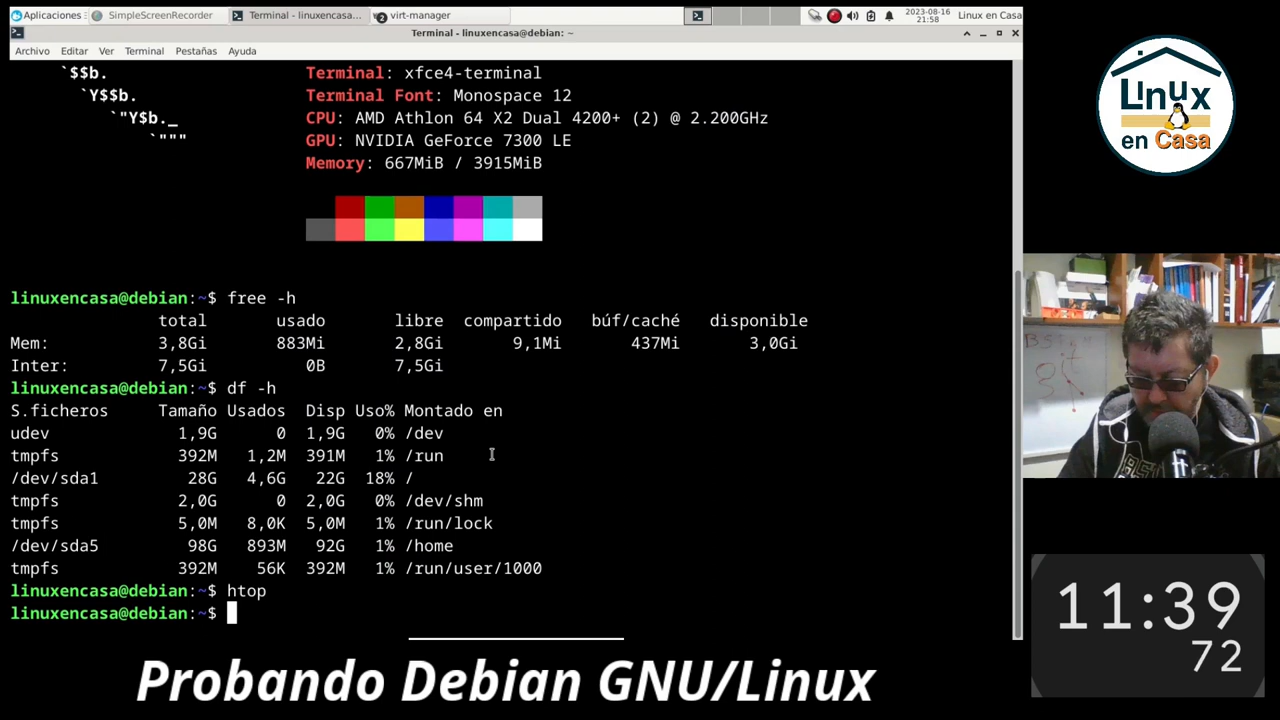 Aplicaciones
SimpleScreenRecorder
Terminal - linuxencasa...
virt-manager
2023-08-16
21:58
Linux en Casa
Terminal - linuxencasa@debian: ~
Archivo Editar Ver Terminal Pestañas Ayuda
`$$b.
`Y$$b.
`"Y$b._
`"""
Terminal: xfce4-terminal
Terminal Font: Monospace 12
CPU: AMD Athlon 64 X2 Dual 4200+ (2) @ 2.200GHz
GPU: NVIDIA GeForce 7300 LE
Memory: 667MiB / 3915MiB
linuxencasa@debian:~$ free -h
total usado libre compartido búf/caché disponible
Mem: 3,8Gi 883Mi 2,8Gi 9,1Mi 437Mi 3,0Gi
Inter: 7,5Gi 0B 7,5Gi
linuxencasa@debian:~$ df -h
S.ficheros Tamaño Usados Disp Uso% Montado en
udev 1,9G 0 1,9G 0% /dev
tmpfs 392M 1,2M 391M 1% /run
/dev/sda1 28G 4,6G 22G 18% /
tmpfs 2,0G 0 2,0G 0% /dev/shm
tmpfs 5,0M 8,0K 5,0M 1% /run/lock
/dev/sda5 98G 893M 92G 1% /home
tmpfs 392M 56K 392M 1% /run/user/1000
linuxencasa@debian:~$ htop
linuxencasa@debian:~$
Linux
en Casa
11:39
72
Probando Debian GNU/Linux